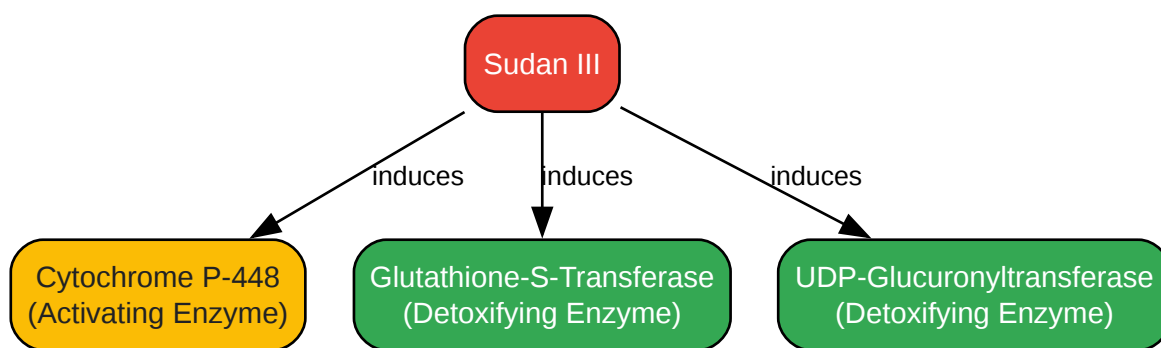 Sudan III
induces
induces
induces
Cytochrome P-448
(Activating Enzyme)
Glutathione-S-Transferase
(Detoxifying Enzyme)
UDP-Glucuronyltransferase
(Detoxifying Enzyme)